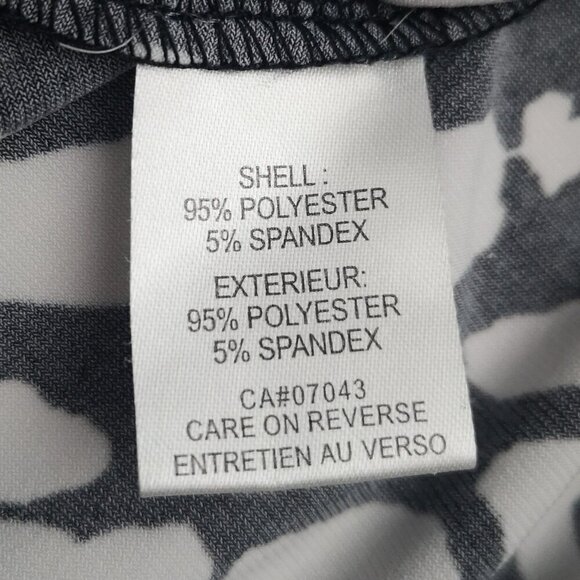 SHELL :
95% POLYESTER
5% SPANDEX
EXTERIEUR:
95% POLYESTER
5% SPANDEX
CA#07043
CARE ON REVERSE
ENTRETIEN AU VERSO